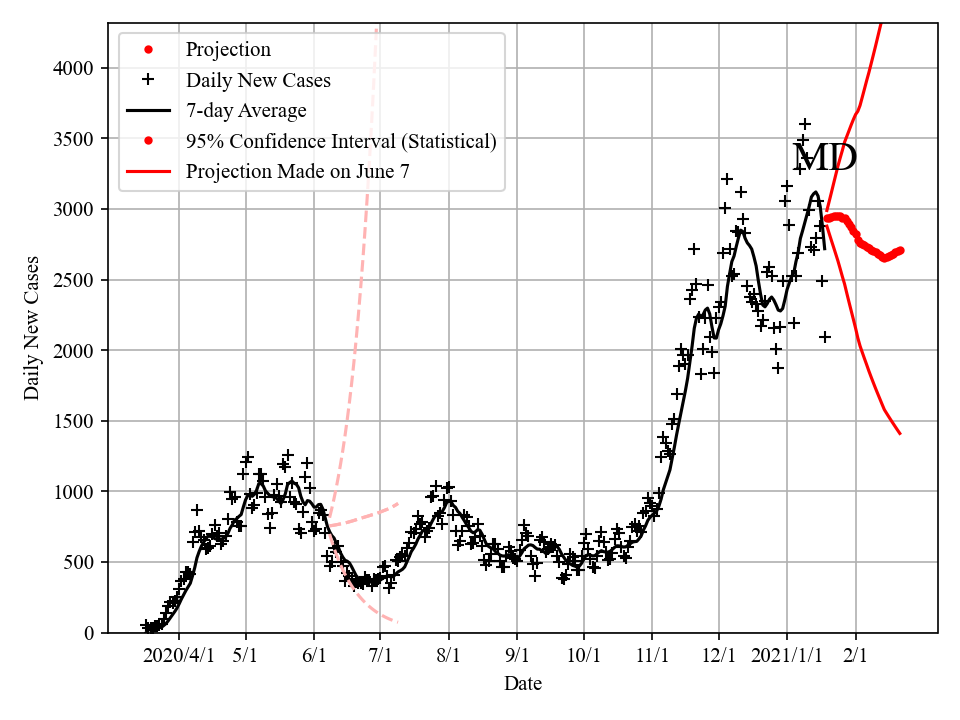 Projection
Daily New Cases
7-day Average
95% Confidence Interval (Statistical)
Projection Made on June 7
MD
Daily New Cases
4000
3500
3000
2500
2000
1500
1000
500
0
2020/4/1 5/1 6/1 7/1 8/1 9/1 10/1 11/1 12/1 2021/1/1 2/1
Date